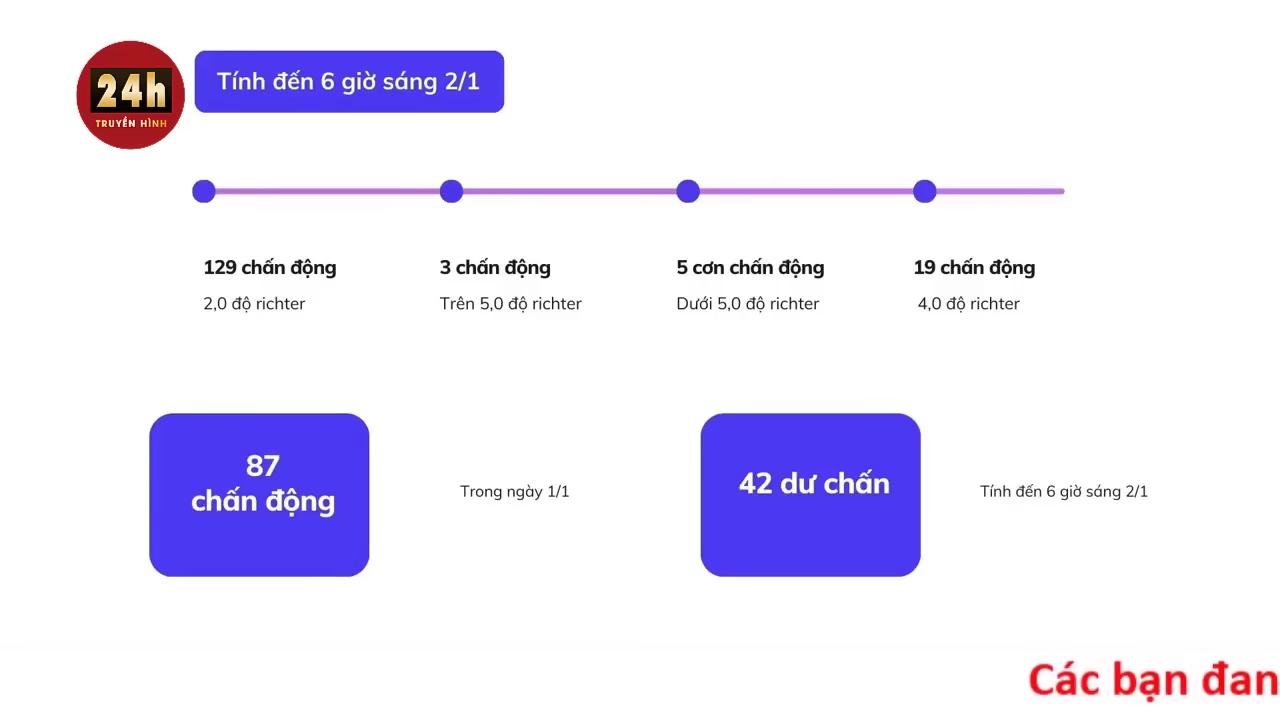 24h
TRUYỀN HÌNH
Tính đến 6 giờ sáng 2/1
129 chấn động
2,0 độ richter
3 chấn động
Trên 5,0 độ richter
5 cơn chấn động
Dưới 5,0 độ richter
19 chấn động
4,0 độ richter
87
chấn động
Trong ngày 1/1
42 dư chấn
Tính đến 6 giờ sáng 2/1
Các bạn đan